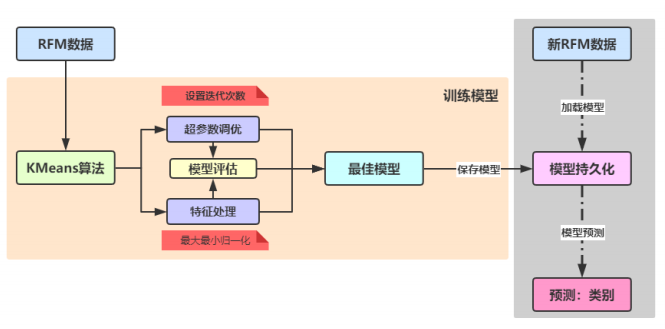 RFM数据
新RFM数据
训练模型
设置迭代次数
加载模型
超参数调优
KMeans算法
模型评估
最佳模型
保存模型
模型持久化
特征处理
最大最小归一化
模型预测
预测：类别